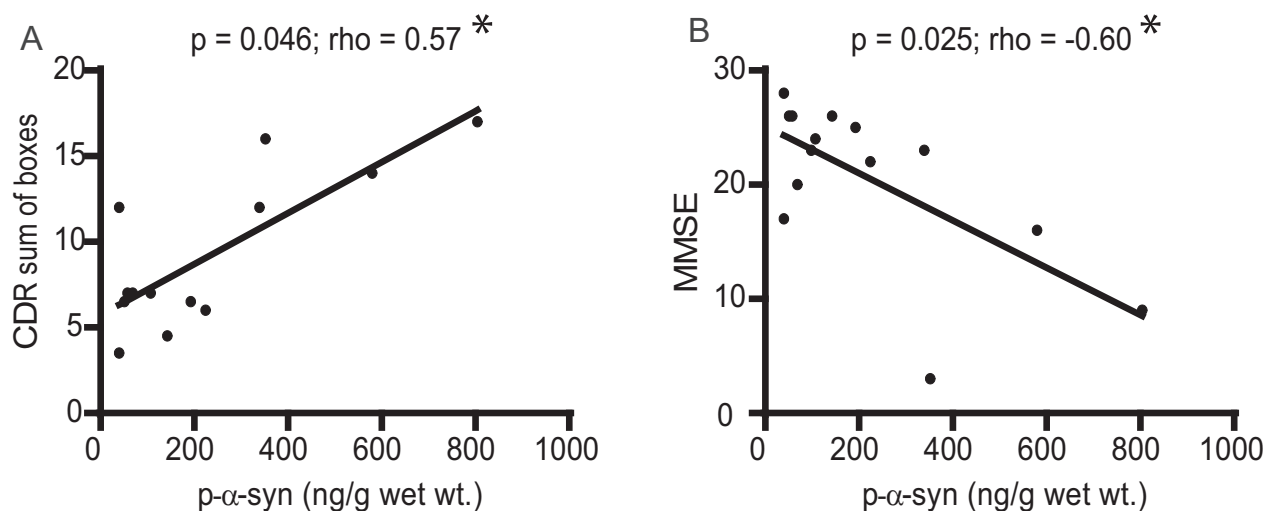 A
p = 0.046; rho = 0.57 *
20
15
10
5
0
CDR sum of boxes
0 200 400 600 800 1000
p-α-syn (ng/g wet wt.)
B
p = 0.025; rho = -0.60 *
30
20
10
0
MMSE
0 200 400 600 800 1000
p-α-syn (ng/g wet wt.)